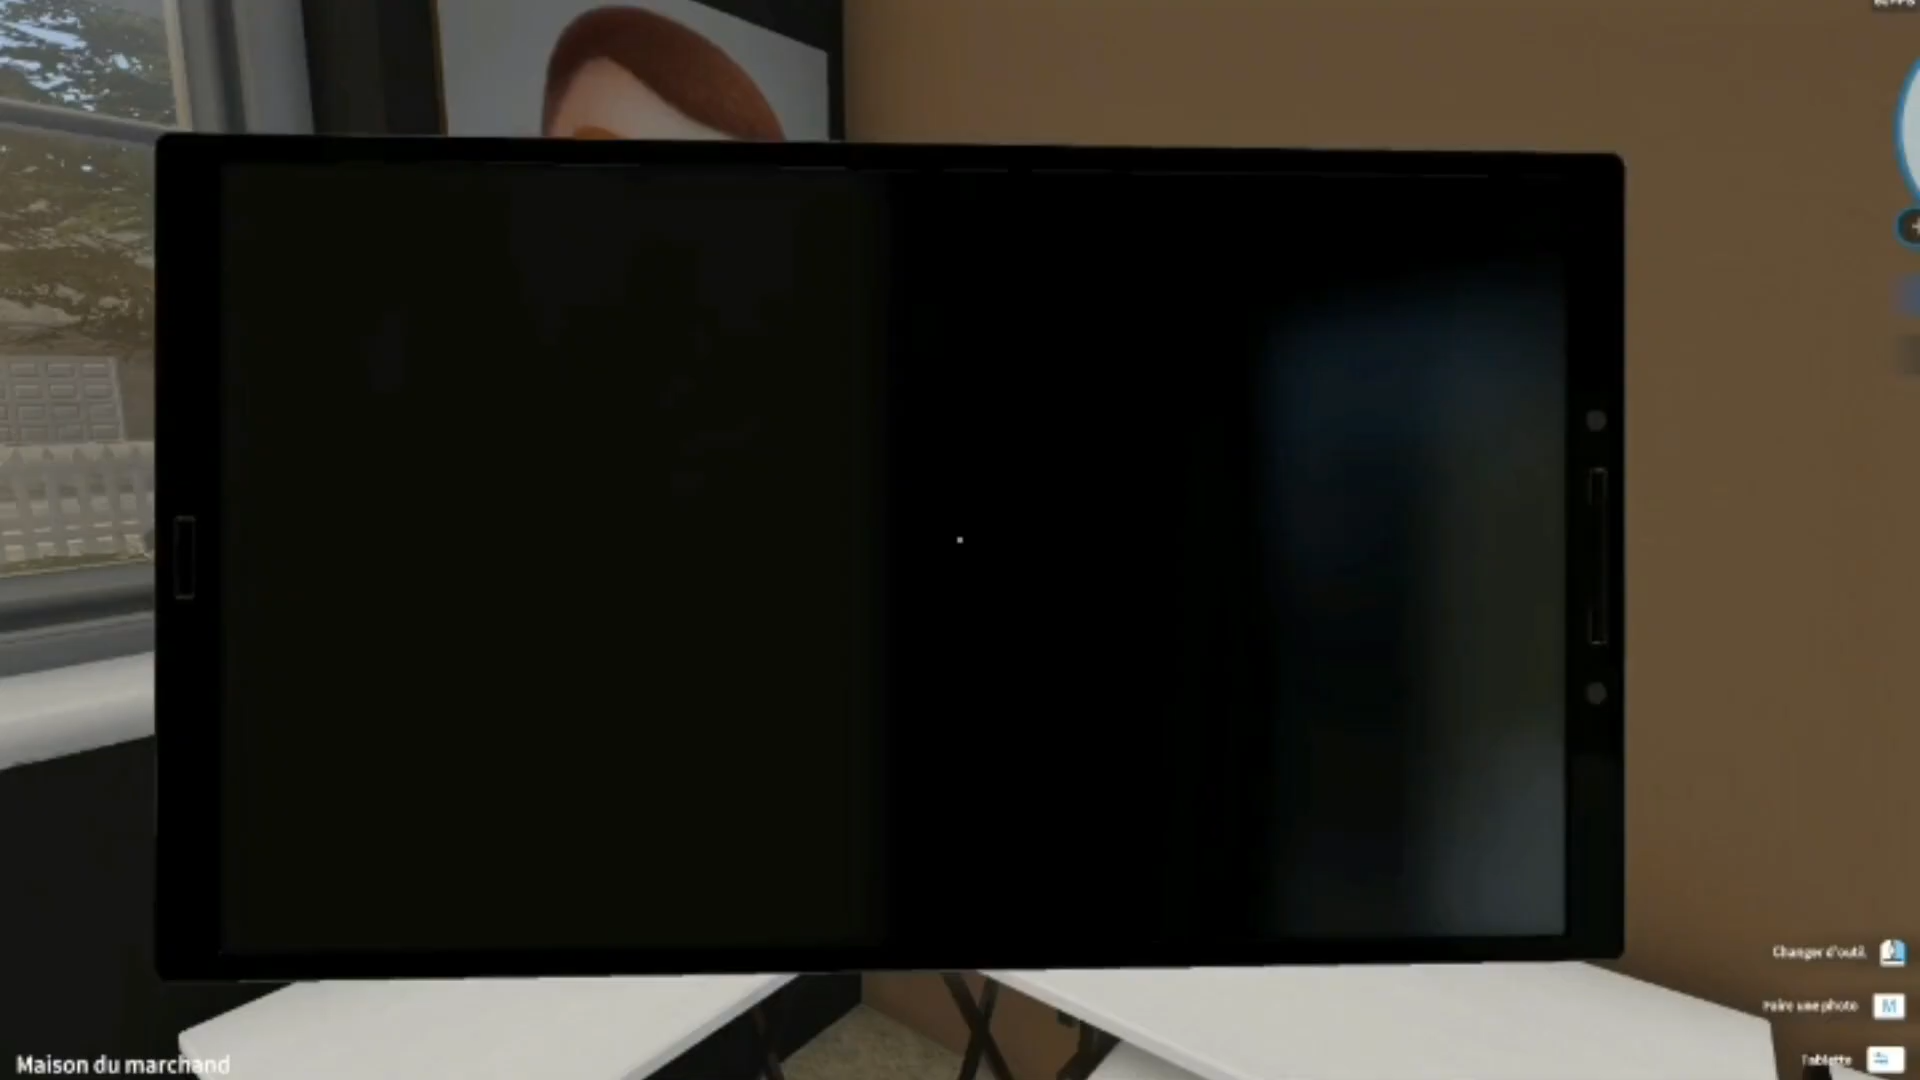 Changer d'outil
Faire une photo
M
Tablette
Maison du marchand